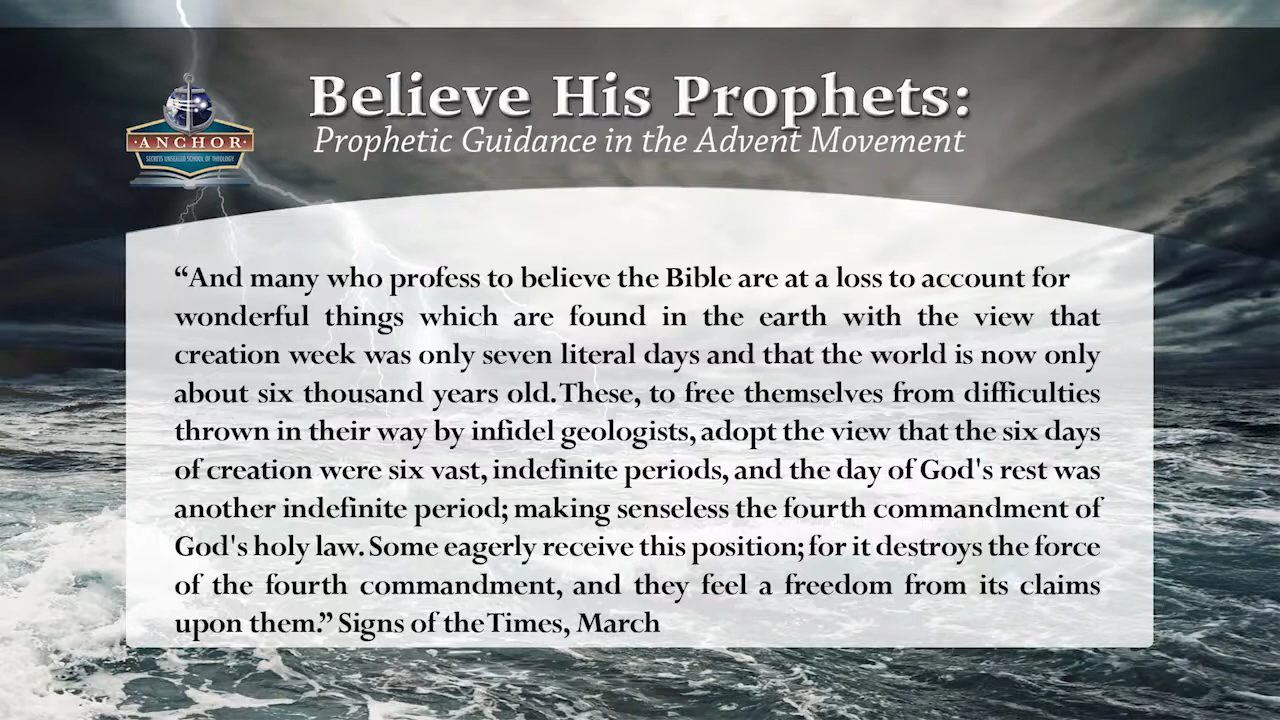 Believe His Prophets:
Prophetic Guidance in the Advent Movement
·ANCHOR·
SECRETS UNSEALED SCHOOL OF THEOLOGY
“And many who profess to believe the Bible are at a loss to account for
wonderful things which are found in the earth with the view that
creation week was only seven literal days and that the world is now only
about six thousand years old. These, to free themselves from difficulties
thrown in their way by infidel geologists, adopt the view that the six days
of creation were six vast, indefinite periods, and the day of God's rest was
another indefinite period; making senseless the fourth commandment of
God's holy law. Some eagerly receive this position; for it destroys the force
of the fourth commandment, and they feel a freedom from its claims
upon them.” Signs of the Times, March